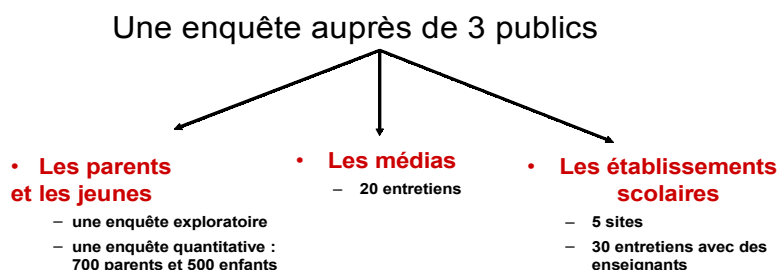 Une enquête auprès de 3 publics
• Les parents
et les jeunes
– une enquête exploratoire
– une enquête quantitative :
700 parents et 500 enfants
• Les médias
– 20 entretiens
• Les établissements
scolaires
– 5 sites
– 30 entretiens avec des
enseignants